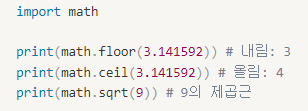 import math
print(math.floor(3.141592)) # 내림: 3
print(math.ceil(3.141592)) # 올림: 4
print(math.sqrt(9)) # 9의 제곱근